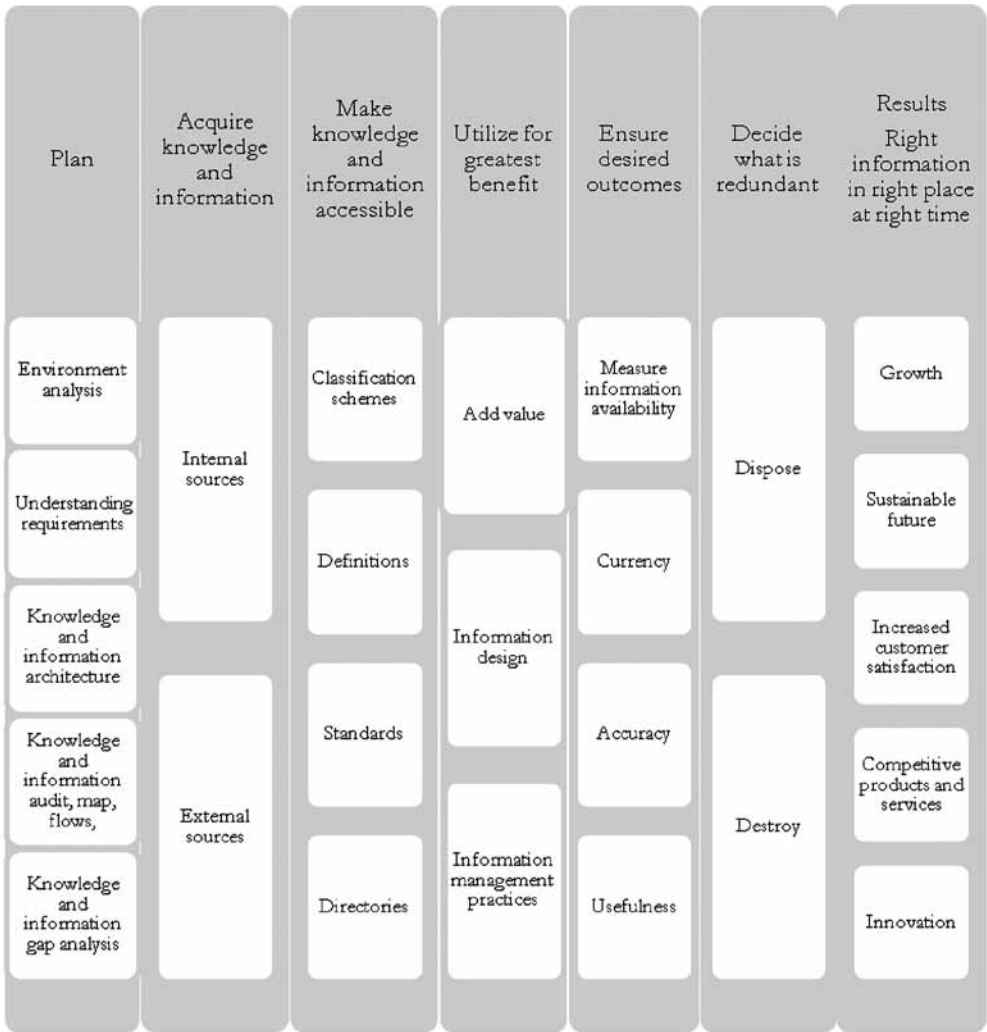 Plan
Environment
analysis
Understanding
requirements
Knowledge
and
information
architecture
Knowledge
and
information
audit, map,
flows,
Knowledge
and
information
gap analysis
Acquire
knowledge
and
information
Internal
sources
External
sources
Make
knowledge
and
information
accessible
Classification
schemes
Definitions
Standards
Directories
Utilize for
greatest
benefit
Add value
Information
design
Information
management
practices
Ensure
desired
outcomes
Measure
information
availability
Currency
Accuracy
Usefulness
Decide
what is
redundant
Dispose
Destroy
Results
Right
information
in right place
at right time
Growth
Sustainable
future
Increased
customer
satisfaction
Competitive
products and
services
Innovation